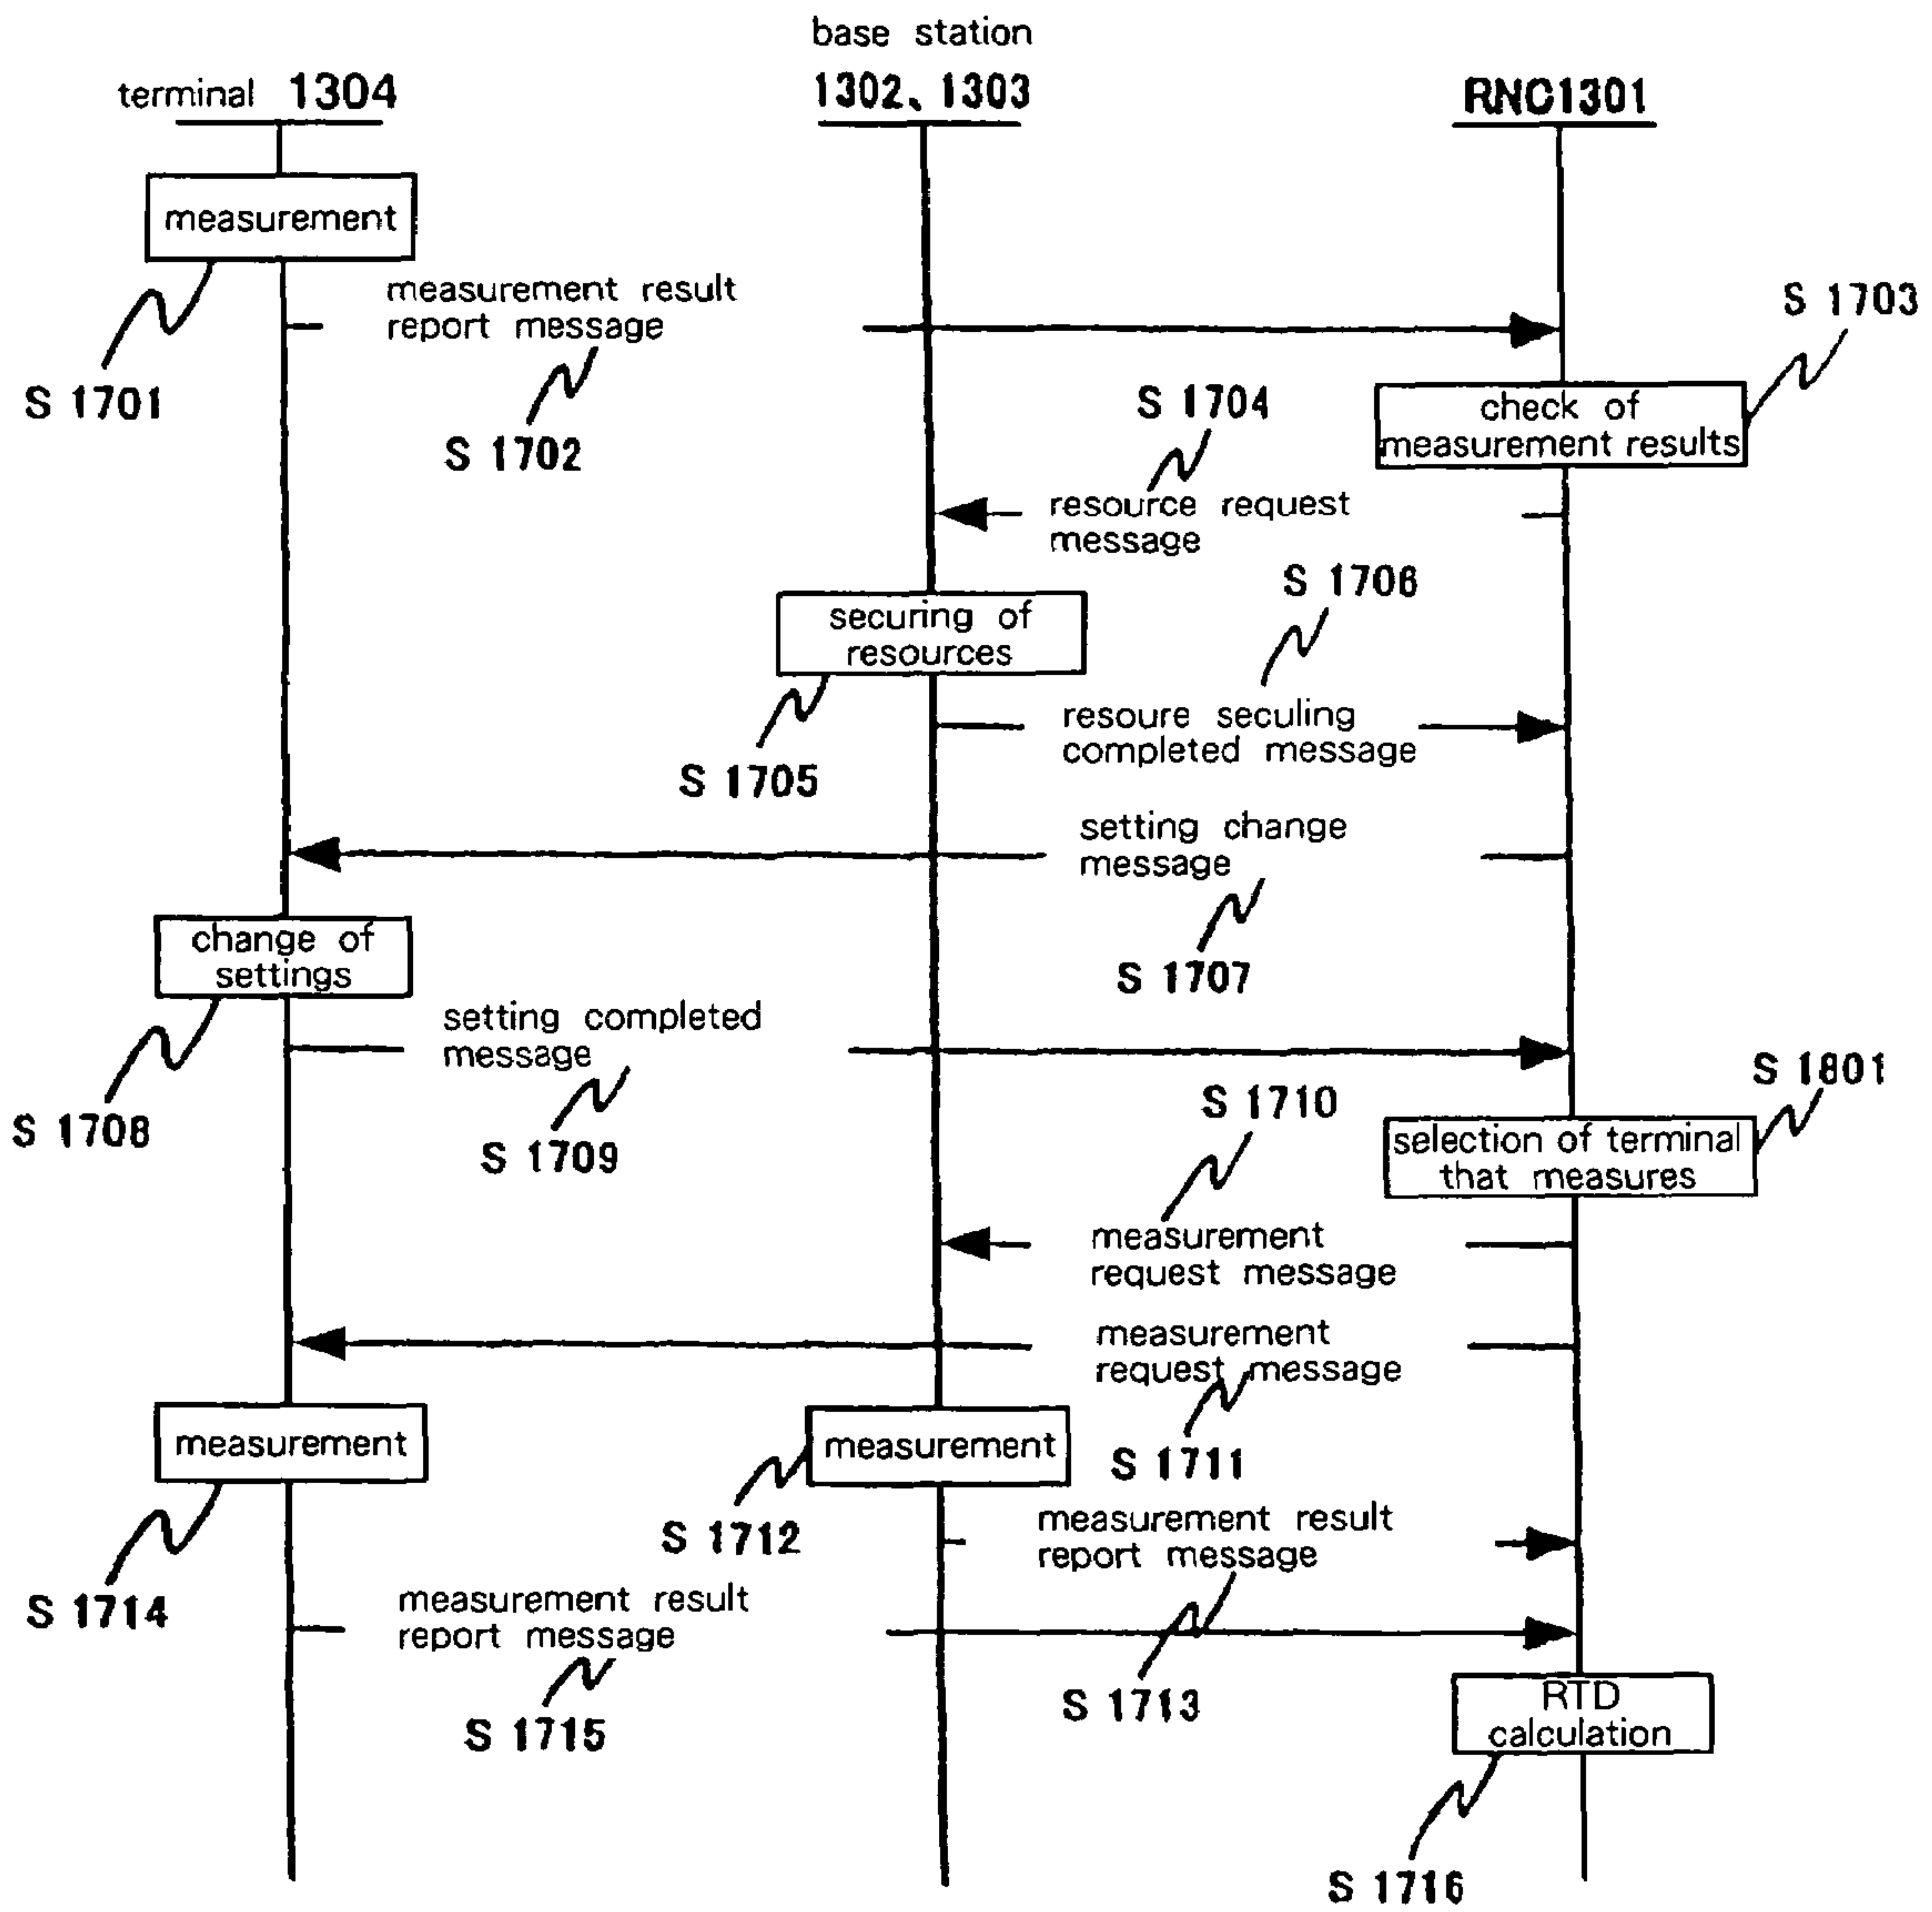 base station
terminal 1304
1302、1303
RNC1301
measurement
measurement result
report message
S 1701
S 1702
S 1703
check of
measurement results
S 1704
resource request
message
securing of
resources
S 1705
S 1706
resoure seculing
completed message
setting change
message
S 1707
change of
settings
S 1708
setting completed
message
S 1709
S 1801
selection of terminal
that measures
S 1710
measurement
request message
measurement
request message
S 1711
measurement
measurement
S 1712
measurement result
report message
S 1713
S 1714
measurement result
report message
S 1715
RTD
calculation
S 1716